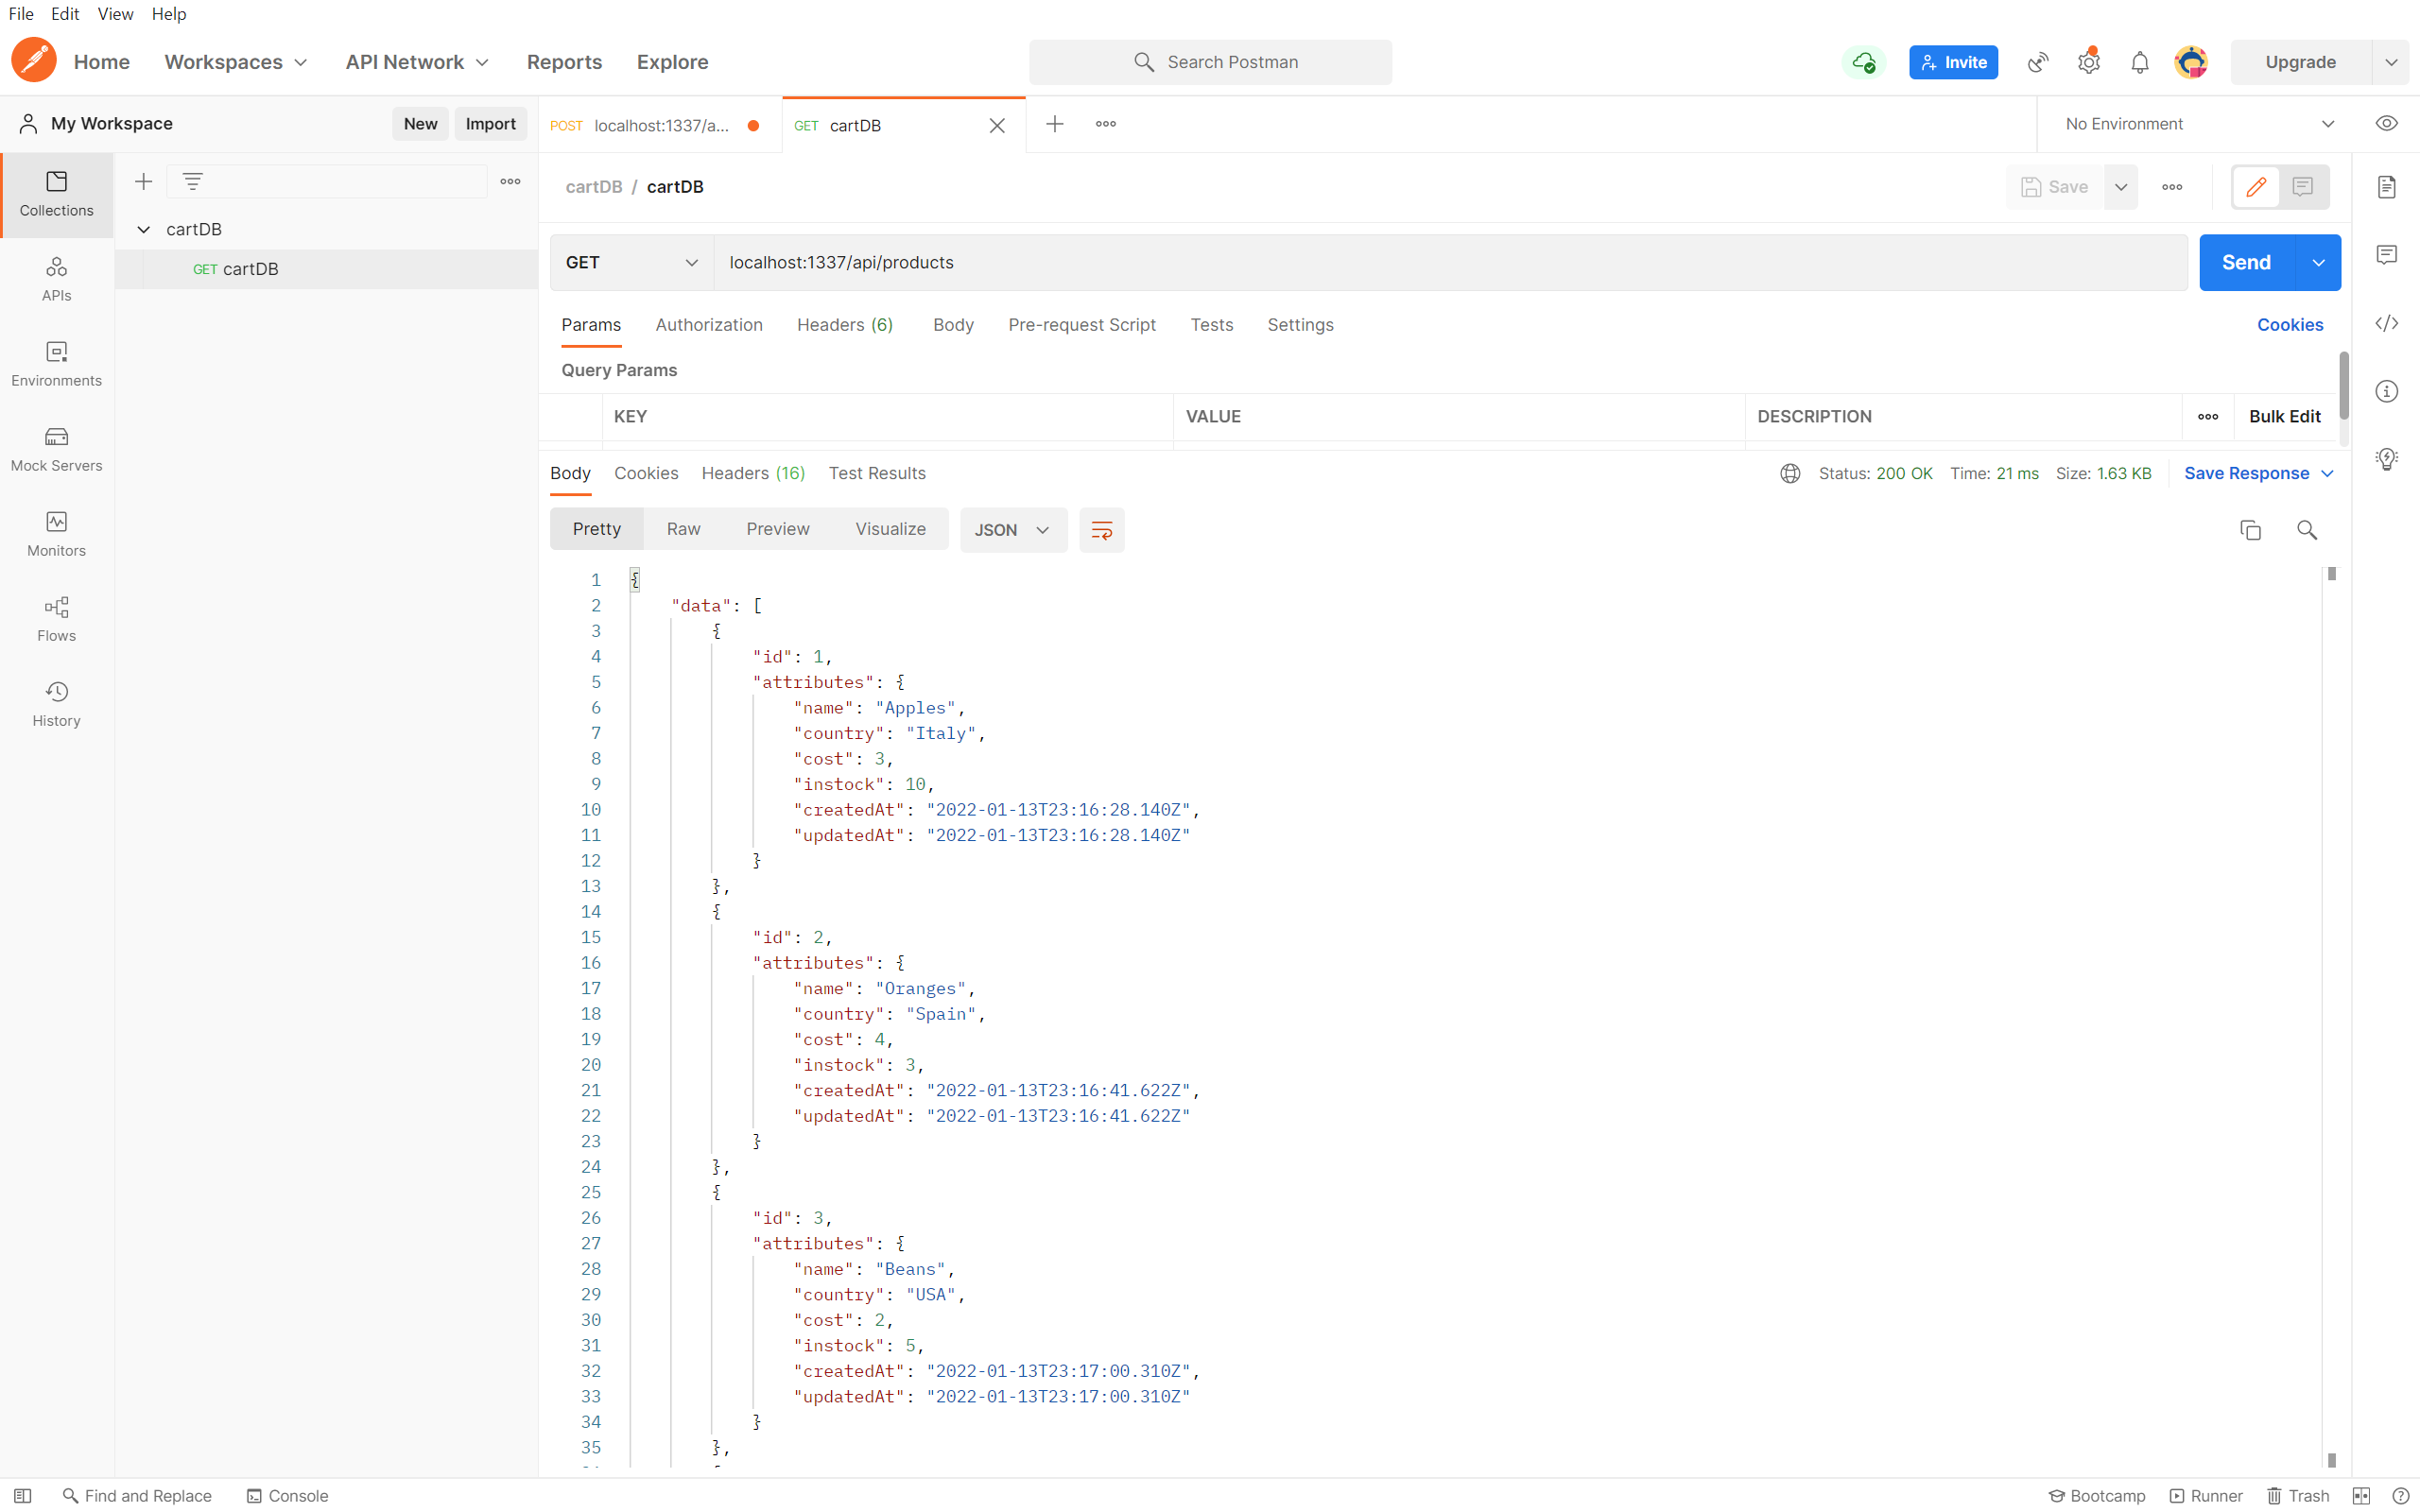 File Edit View Help
Home Workspaces API Network Reports Explore Search Postman Invite Upgrade
My Workspace New Import POST localhost:1337/a... GET cartDB No Environment
Collections
APIs
Environments
Mock Servers
Monitors
Flows
History
cartDB
GET cartDB
cartDB / cartDB Save
GET localhost:1337/api/products Send
Params Authorization Headers (6) Body Pre-request Script Tests Settings Cookies
Query Params
KEY VALUE DESCRIPTION Bulk Edit
Body Cookies Headers (16) Test Results Status: 200 OK Time: 21 ms Size: 1.63 KB Save Response
Pretty Raw Preview Visualize JSON
1 {
2 "data": [
3 {
4 "id": 1,
5 "attributes": {
6 "name": "Apples",
7 "country": "Italy",
8 "cost": 3,
9 "instock": 10,
10 "createdAt": "2022-01-13T23:16:28.140Z",
11 "updatedAt": "2022-01-13T23:16:28.140Z"
12 }
13 },
14 {
15 "id": 2,
16 "attributes": {
17 "name": "Oranges",
18 "country": "Spain",
19 "cost": 4,
20 "instock": 3,
21 "createdAt": "2022-01-13T23:16:41.622Z",
22 "updatedAt": "2022-01-13T23:16:41.622Z"
23 }
24 },
25 {
26 "id": 3,
27 "attributes": {
28 "name": "Beans",
29 "country": "USA",
30 "cost": 2,
31 "instock": 5,
32 "createdAt": "2022-01-13T23:17:00.310Z",
33 "updatedAt": "2022-01-13T23:17:00.310Z"
34 }
35 },
Find and Replace Console Bootcamp Runner Trash